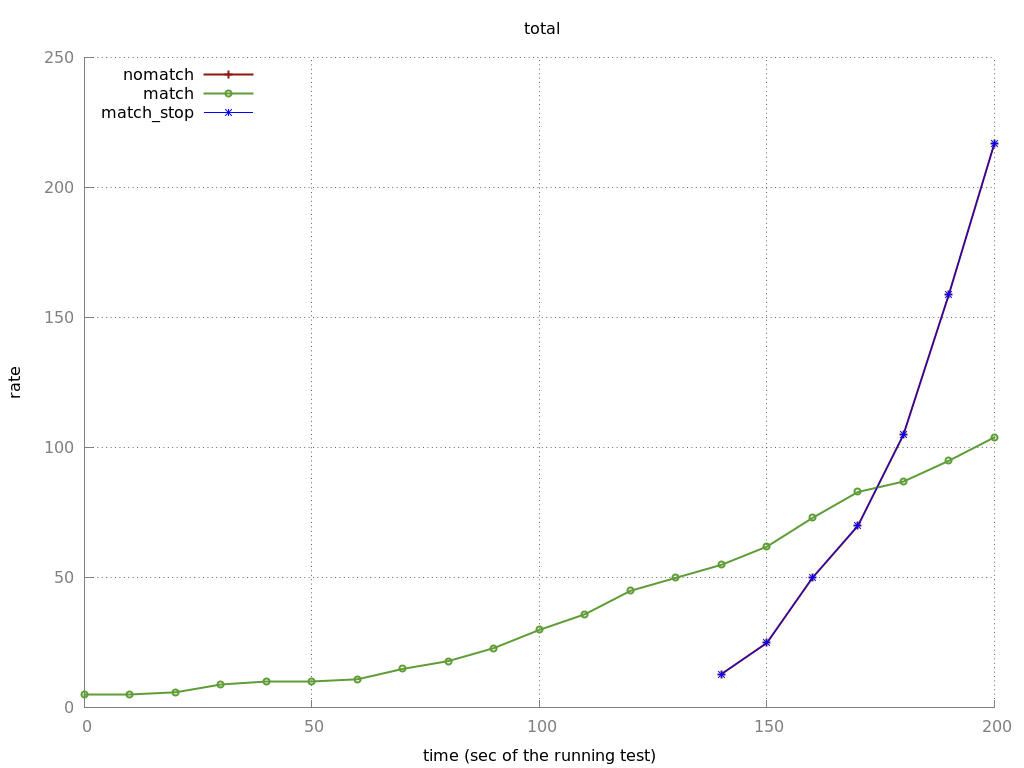 total
250
nomatch
match
match_stop
200
150
rate
100
50
0
0 50 100 150 200
time (sec of the running test)